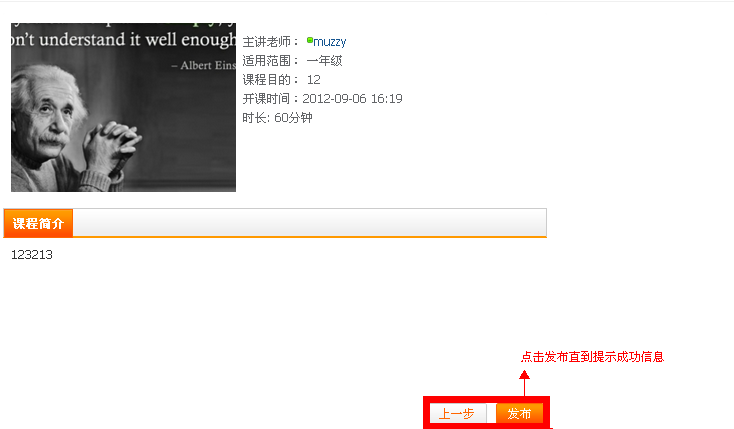 on't understand it well enough
– Albert Eins
主讲老师： muzzy
适用范围： 一年级
课程目的： 12
开课时间：2012-09-06 16:19
时长: 60分钟
课程简介
123213
点击发布直到提示成功信息
上一步 发布